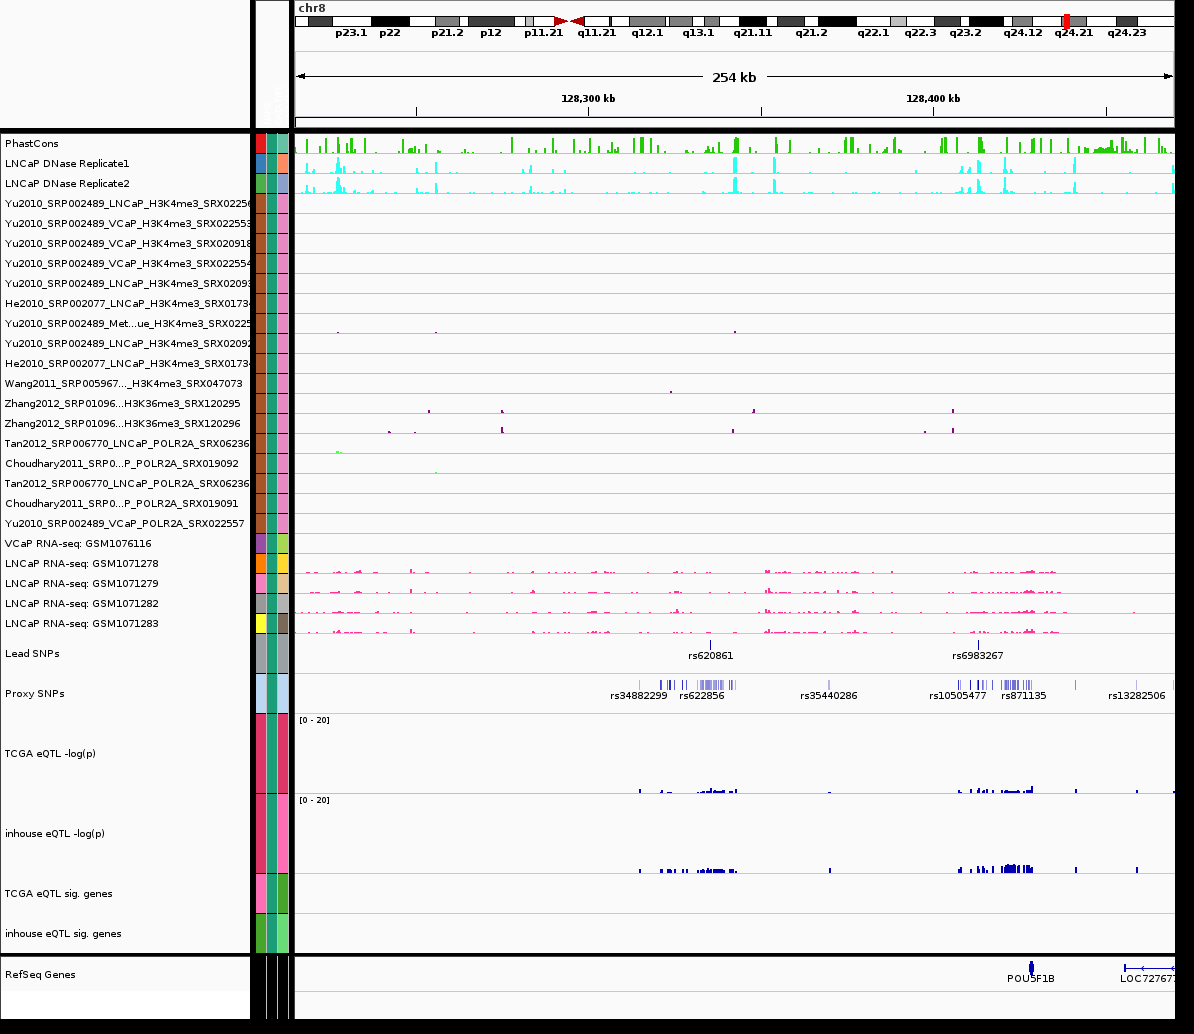 chr8
p23.1 p22 p21.2 p12 p11.21 q11.21 q12.1 q13.1 q21.11 q21.2 q22.1 q22.3 q23.2 q24.12 q24.21 q24.23
254 kb
128,300 kb 128,400 kb
PhastCons
LNCaP DNase Replicate1
LNCaP DNase Replicate2
Yu2010_SRP002489_LNCaP_H3K4me3_SRX02256
Yu2010_SRP002489_VCaP_H3K4me3_SRX022553
Yu2010_SRP002489_VCaP_H3K4me3_SRX020918
Yu2010_SRP002489_VCaP_H3K4me3_SRX022554
Yu2010_SRP002489_LNCaP_H3K4me3_SRX02093
He2010_SRP002077_LNCaP_H3K4me3_SRX01734
Yu2010_SRP002489_Met...ue_H3K4me3_SRX0225
Yu2010_SRP002489_LNCaP_H3K4me3_SRX02092
He2010_SRP002077_LNCaP_H3K4me3_SRX01734
Wang2011_SRP005967..._H3K4me3_SRX047073
Zhang2012_SRP01096...H3K36me3_SRX120295
Zhang2012_SRP01096...H3K36me3_SRX120296
Tan2012_SRP006770_LNCaP_POLR2A_SRX06236
Choudhary2011_SRP0...P_POLR2A_SRX019092
Tan2012_SRP006770_LNCaP_POLR2A_SRX06236
Choudhary2011_SRP0...P_POLR2A_SRX019091
Yu2010_SRP002489_VCaP_POLR2A_SRX022557
VCaP RNA-seq: GSM1076116
LNCaP RNA-seq: GSM1071278
LNCaP RNA-seq: GSM1071279
LNCaP RNA-seq: GSM1071282
LNCaP RNA-seq: GSM1071283
Lead SNPs rs620861 rs6983267
Proxy SNPs rs34882299 rs622856 rs35440286 rs10505477 rs871135 rs13282506
[0 - 20]
TCGA eQTL -log(p)
[0 - 20]
inhouse eQTL -log(p)
TCGA eQTL sig. genes
inhouse eQTL sig. genes
RefSeq Genes POU5F1B LOC727677